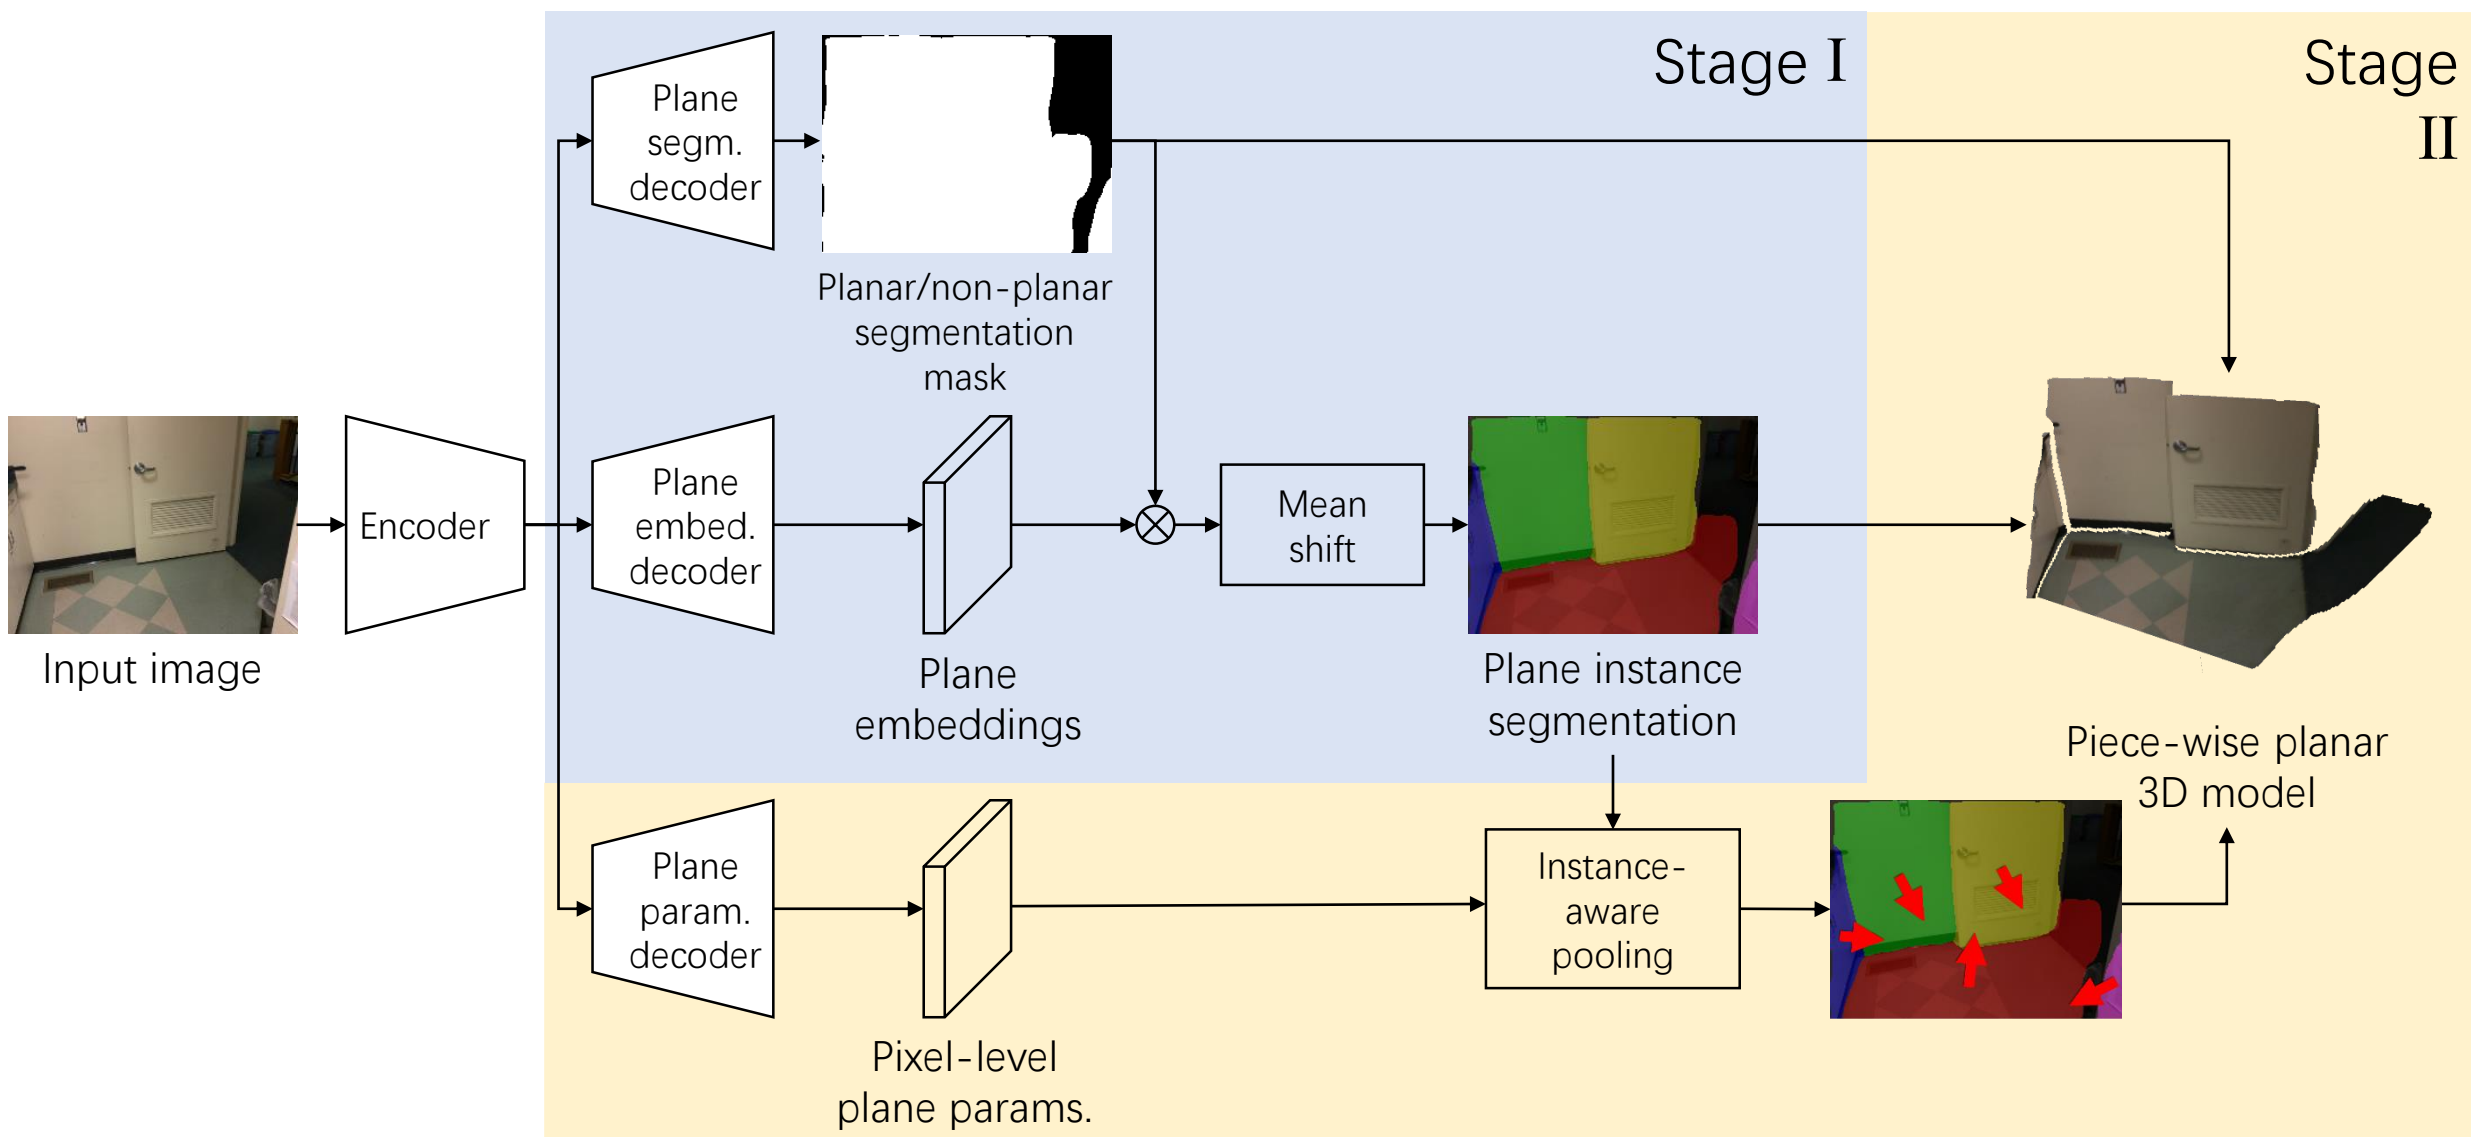 Stage I
Stage
II
Plane
segm.
decoder
Planar/non-planar
segmentation
mask
Input image
Encoder
Plane
embed.
decoder
Plane
embeddings
Mean
shift
Plane instance
segmentation
Piece-wise planar
3D model
Plane
param.
decoder
Pixel-level
plane params.
Instance-
aware
pooling